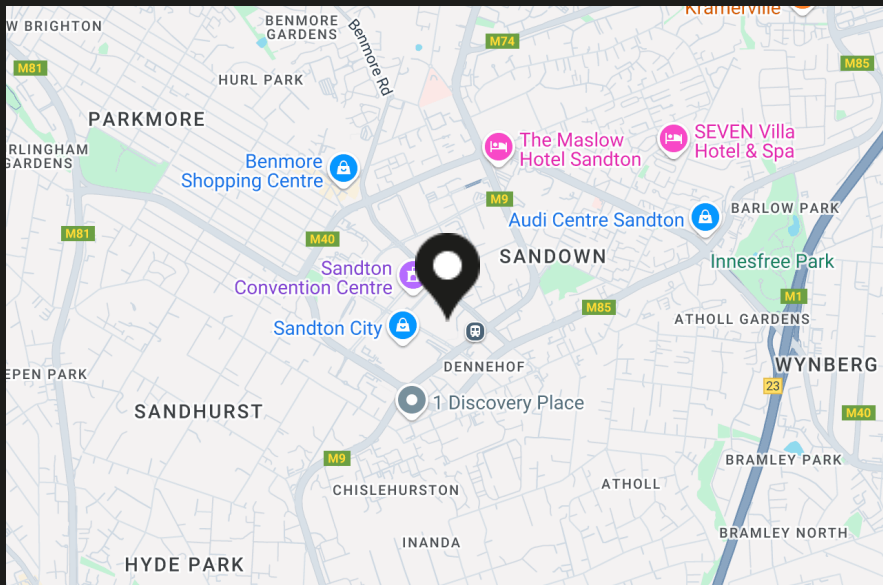 Kramerville
W BRIGHTON
BENMORE
GARDENS
Benmore Rd
M74
M81
M85
HURL PARK
PARKMORE
RLINGHAM
GARDENS
The Maslow
Hotel Sandton
SEVEN Villa
Hotel & Spa
Benmore
Shopping Centre
M9
Audi Centre Sandton
BARLOW PARK
M81
M40
SANDOWN
Innesfree Park
Sandton
Convention Centre
M1
M85
ATHOLL GARDENS
Sandton City
DENNEHOF
WYNBERG
EPEN PARK
23
SANDHURST
1 Discovery Place
M40
M9
BRAMLEY PARK
CHISLEHURSTON
ATHOLL
BRAMLEY NORTH
INANDA
HYDE PARK